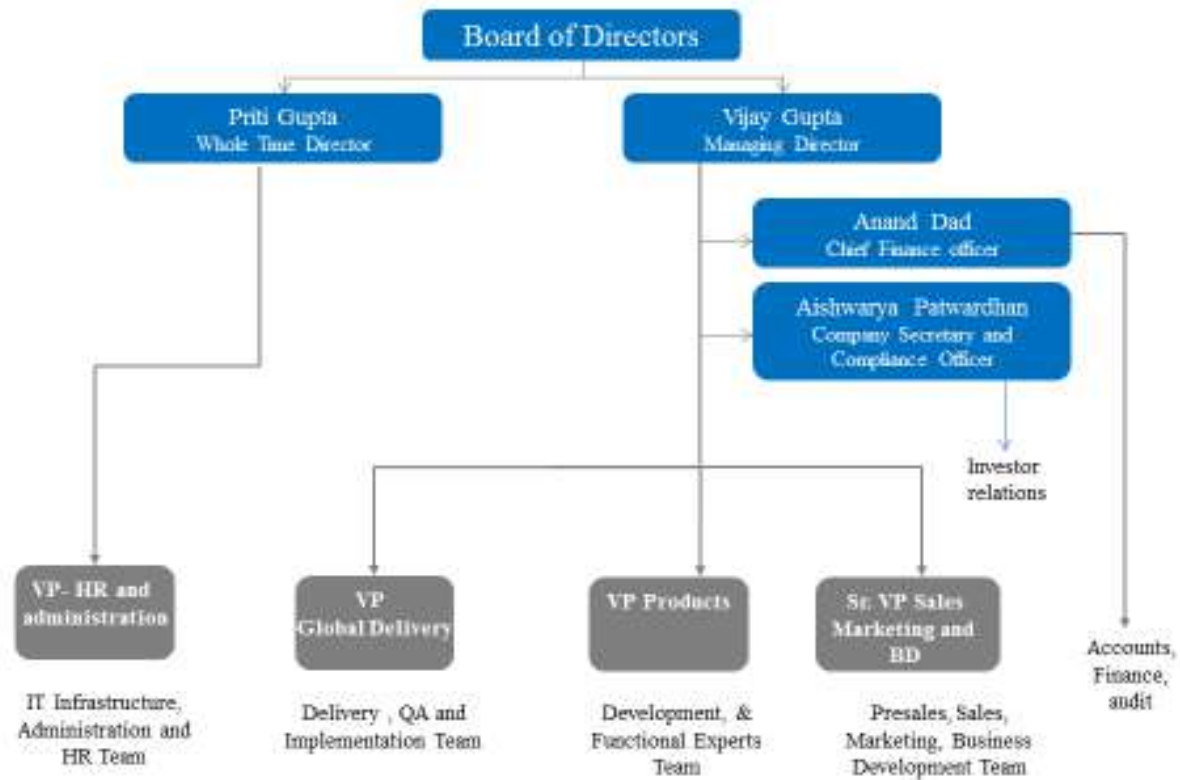 Board of Directors
Priti Gupta
Whole Time Director
Vijay Gupta
Managing Director
Anand Dad
Chief Finance officer
Aishwarya Patwardhan
Company Secretary and
Compliance Officer
Investor
relations
VP- HR and
administration
VP
Global Delivery
VP Products
Sr. VP Sales
Marketing and
BD
Accounts,
Finance,
audit
IT Infrastructure,
Administration and
HR Team
Delivery , QA and
Implementation Team
Development, &
Functional Experts
Team
Presales, Sales,
Marketing, Business
Development Team